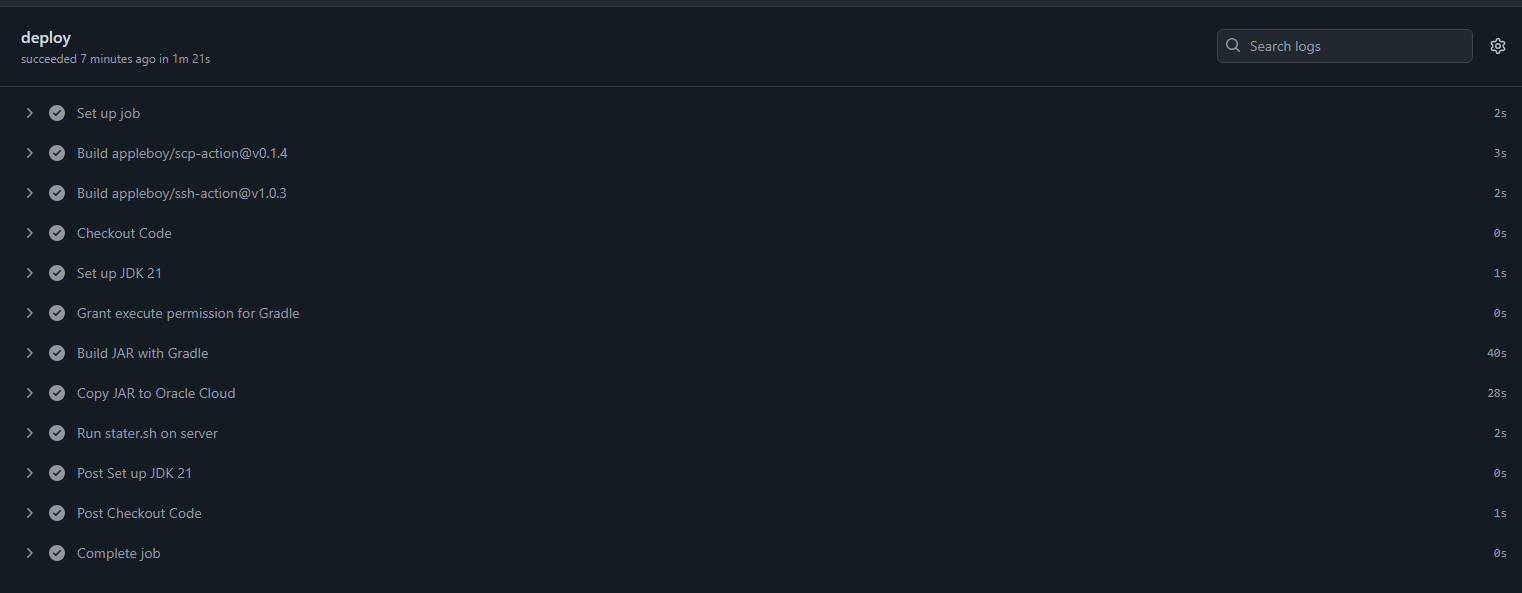 deploy
succeeded 7 minutes ago in 1m 21s
Search logs
Set up job 2s
Build appleboy/scp-action@v0.1.4 3s
Build appleboy/ssh-action@v1.0.3 2s
Checkout Code 0s
Set up JDK 21 1s
Grant execute permission for Gradle 0s
Build JAR with Gradle 40s
Copy JAR to Oracle Cloud 28s
Run stater.sh on server 2s
Post Set up JDK 21 0s
Post Checkout Code 1s
Complete job 0s